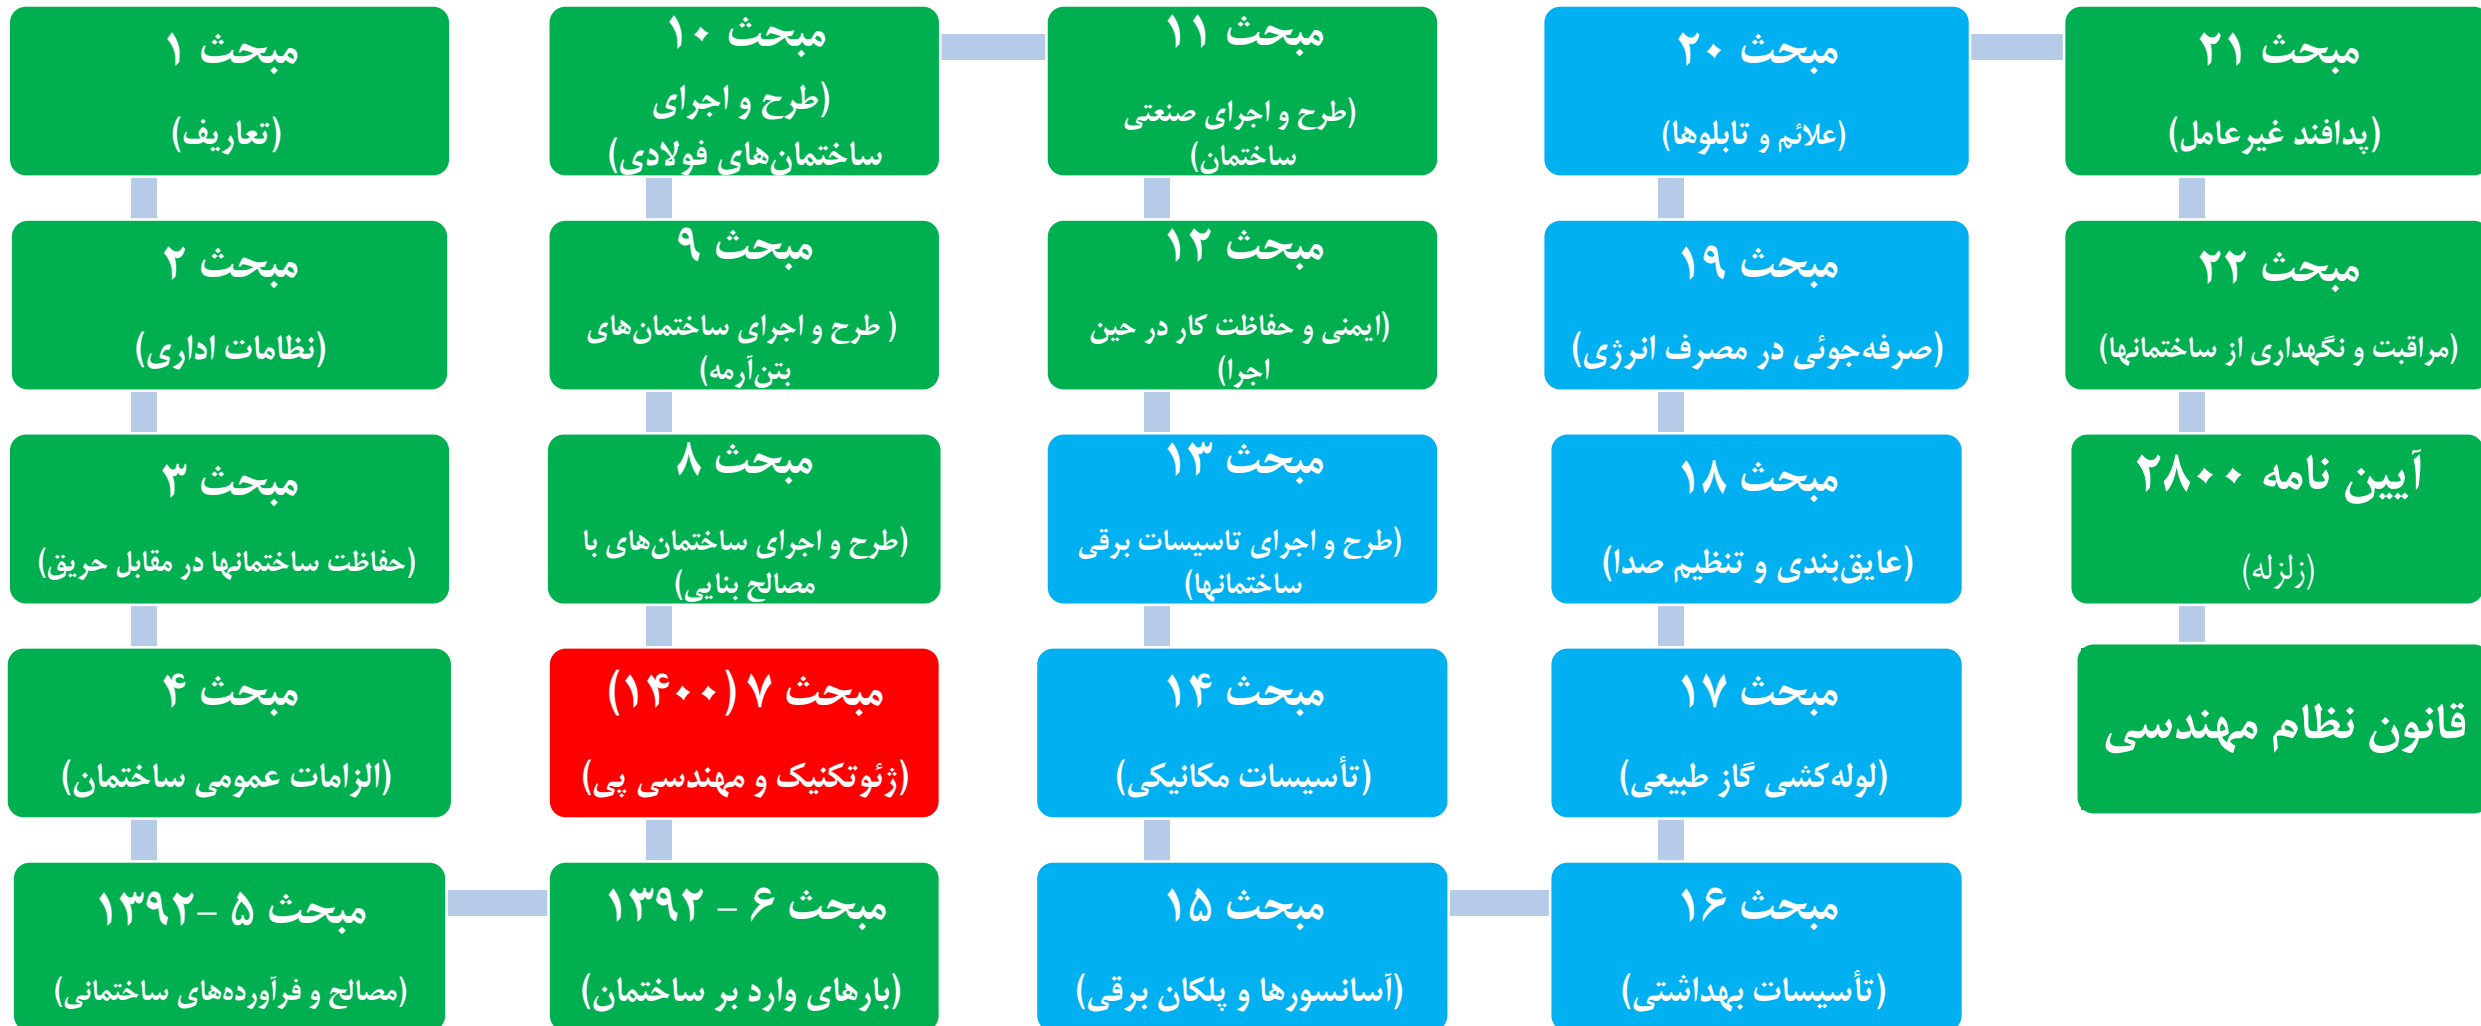 مبحث ۱
(تعاریف)
مبحث ۲
(نظامات اداری)
مبحث ۳
(حفاظت ساختمانها در مقابل حریق)
مبحث ۴
(الزامات عمومی ساختمان)
مبحث ۵ –۱۳۹۲
(مصالح و فرآورده‌های ساختمانی)
مبحث ۶ – ۱۳۹۲
(بارهای وارد بر ساختمان)
مبحث ۷ (۱۴۰۰)
(ژئوتکنیک و مهندسی پی)
مبحث ۸
(طرح و اجرای ساختمان‌های با
مصالح بنایی)
مبحث ۹
( طرح و اجرای ساختمان‌های
بتن‌آرمه)
مبحث ۱۰
(طرح و اجرای
ساختمان‌های فولادی)
مبحث ۱۱
(طرح و اجرای صنعتی
ساختمان)
مبحث ۱۲
(ایمنی و حفاظت کار در حین
اجرا)
مبحث ۱۳
(طرح و اجرای تاسیسات برقی
ساختمانها)
مبحث ۱۴
(تأسیسات مکانیکی)
مبحث ۱۵
(آسانسورها و پلکان برقی)
مبحث ۱۶
(تأسیسات بهداشتی)
مبحث ۱۷
(لوله‌کشی گاز طبیعی)
مبحث ۱۸
(عایق‌بندی و تنظیم صدا)
مبحث ۱۹
(صرفه‌جوئی در مصرف انرژی)
مبحث ۲۰
(علائم و تابلوها)
مبحث ۲۱
(پدافند غیرعامل)
مبحث ۲۲
(مراقبت و نگهداری از ساختمانها)
آیین نامه ۲۸۰۰
(زلزله)
قانون نظام مهندسی